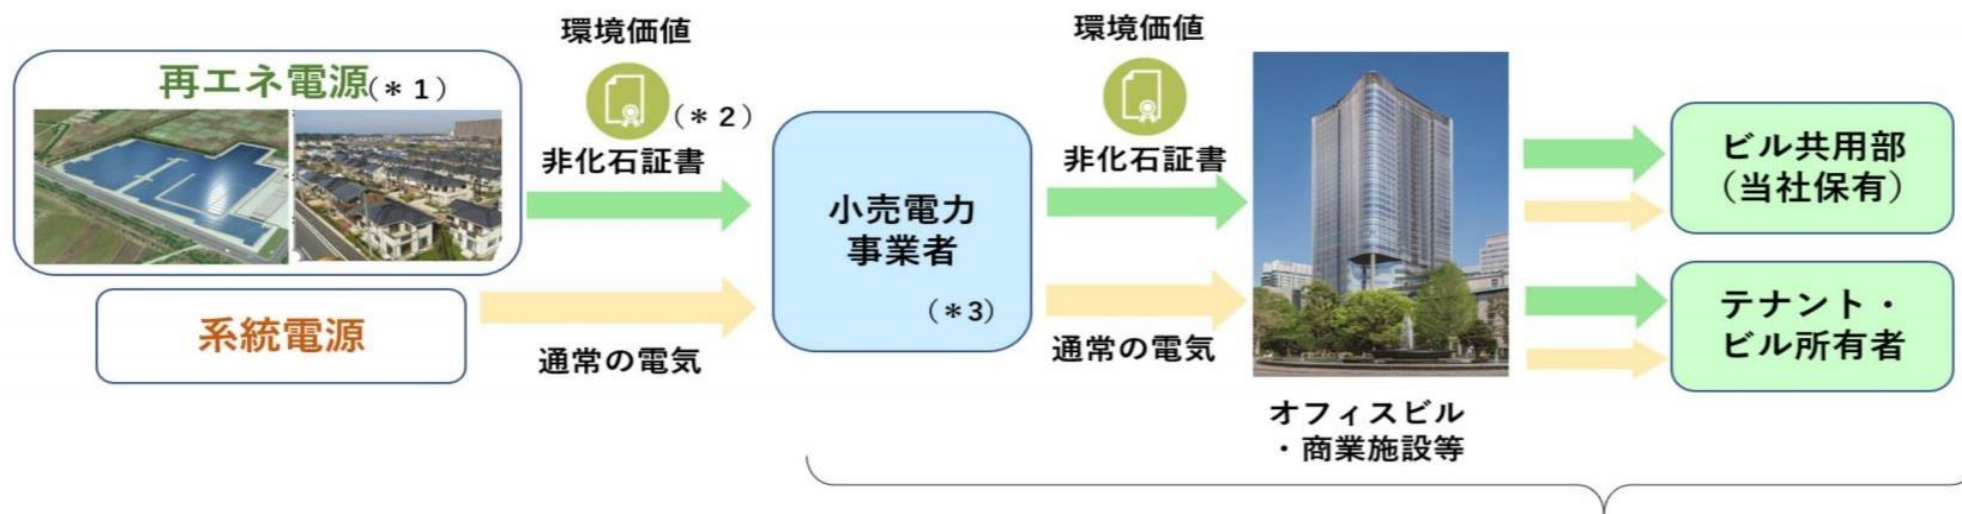 再エネ電源(*1)
系統電源
環境価値
(*2)
非化石証書
通常の電気
小売電力
事業者
(*3)
環境価値
非化石証書
通常の電気
オフィスビル
・商業施設等
ビル共用部
(当社保有)
テナント・
ビル所有者